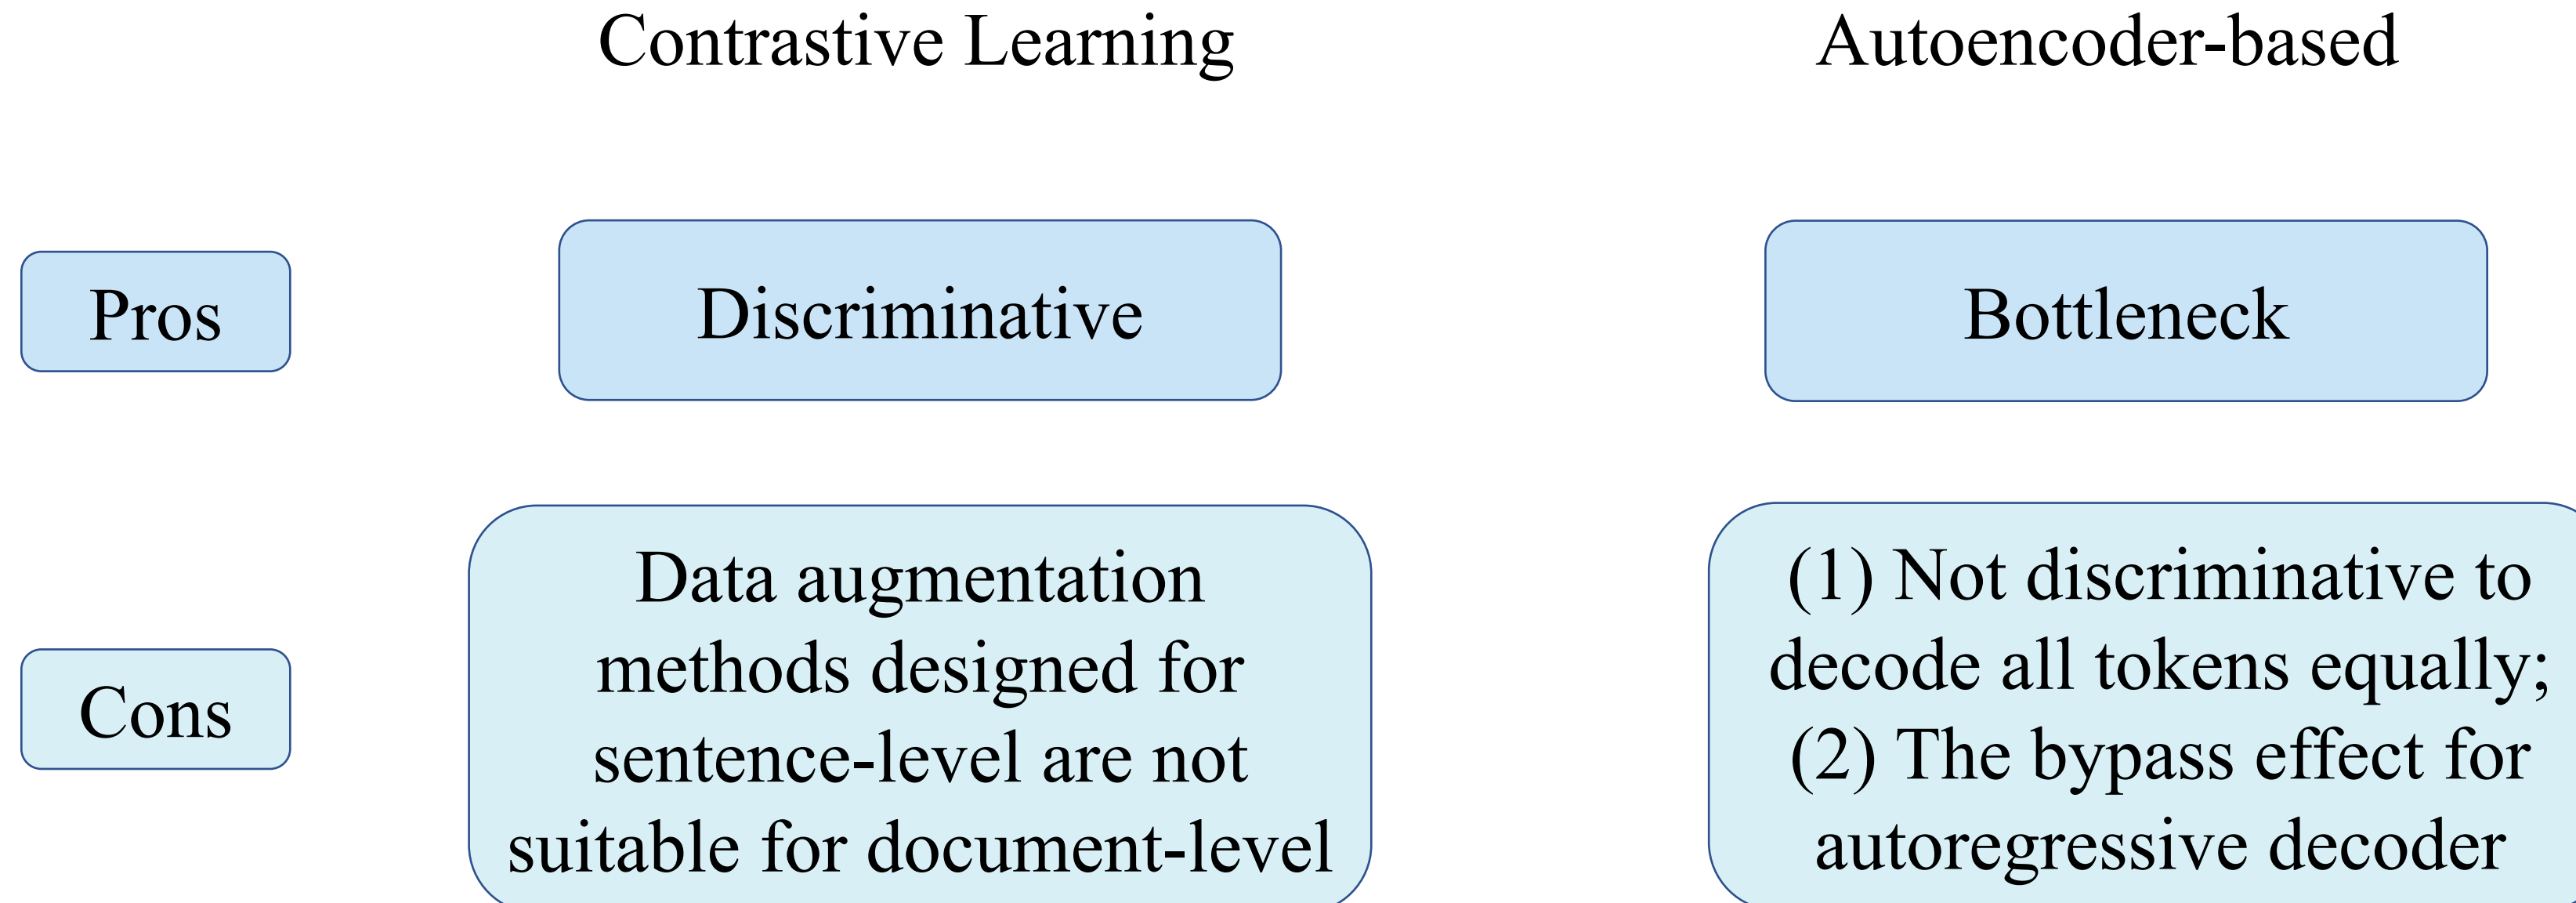 Contrastive Learning
Autoencoder-based
Pros
Discriminative
Bottleneck
Cons
Data augmentation
methods designed for
sentence-level are not
suitable for document-level
(1) Not discriminative to
decode all tokens equally;
(2) The bypass effect for
autoregressive decoder